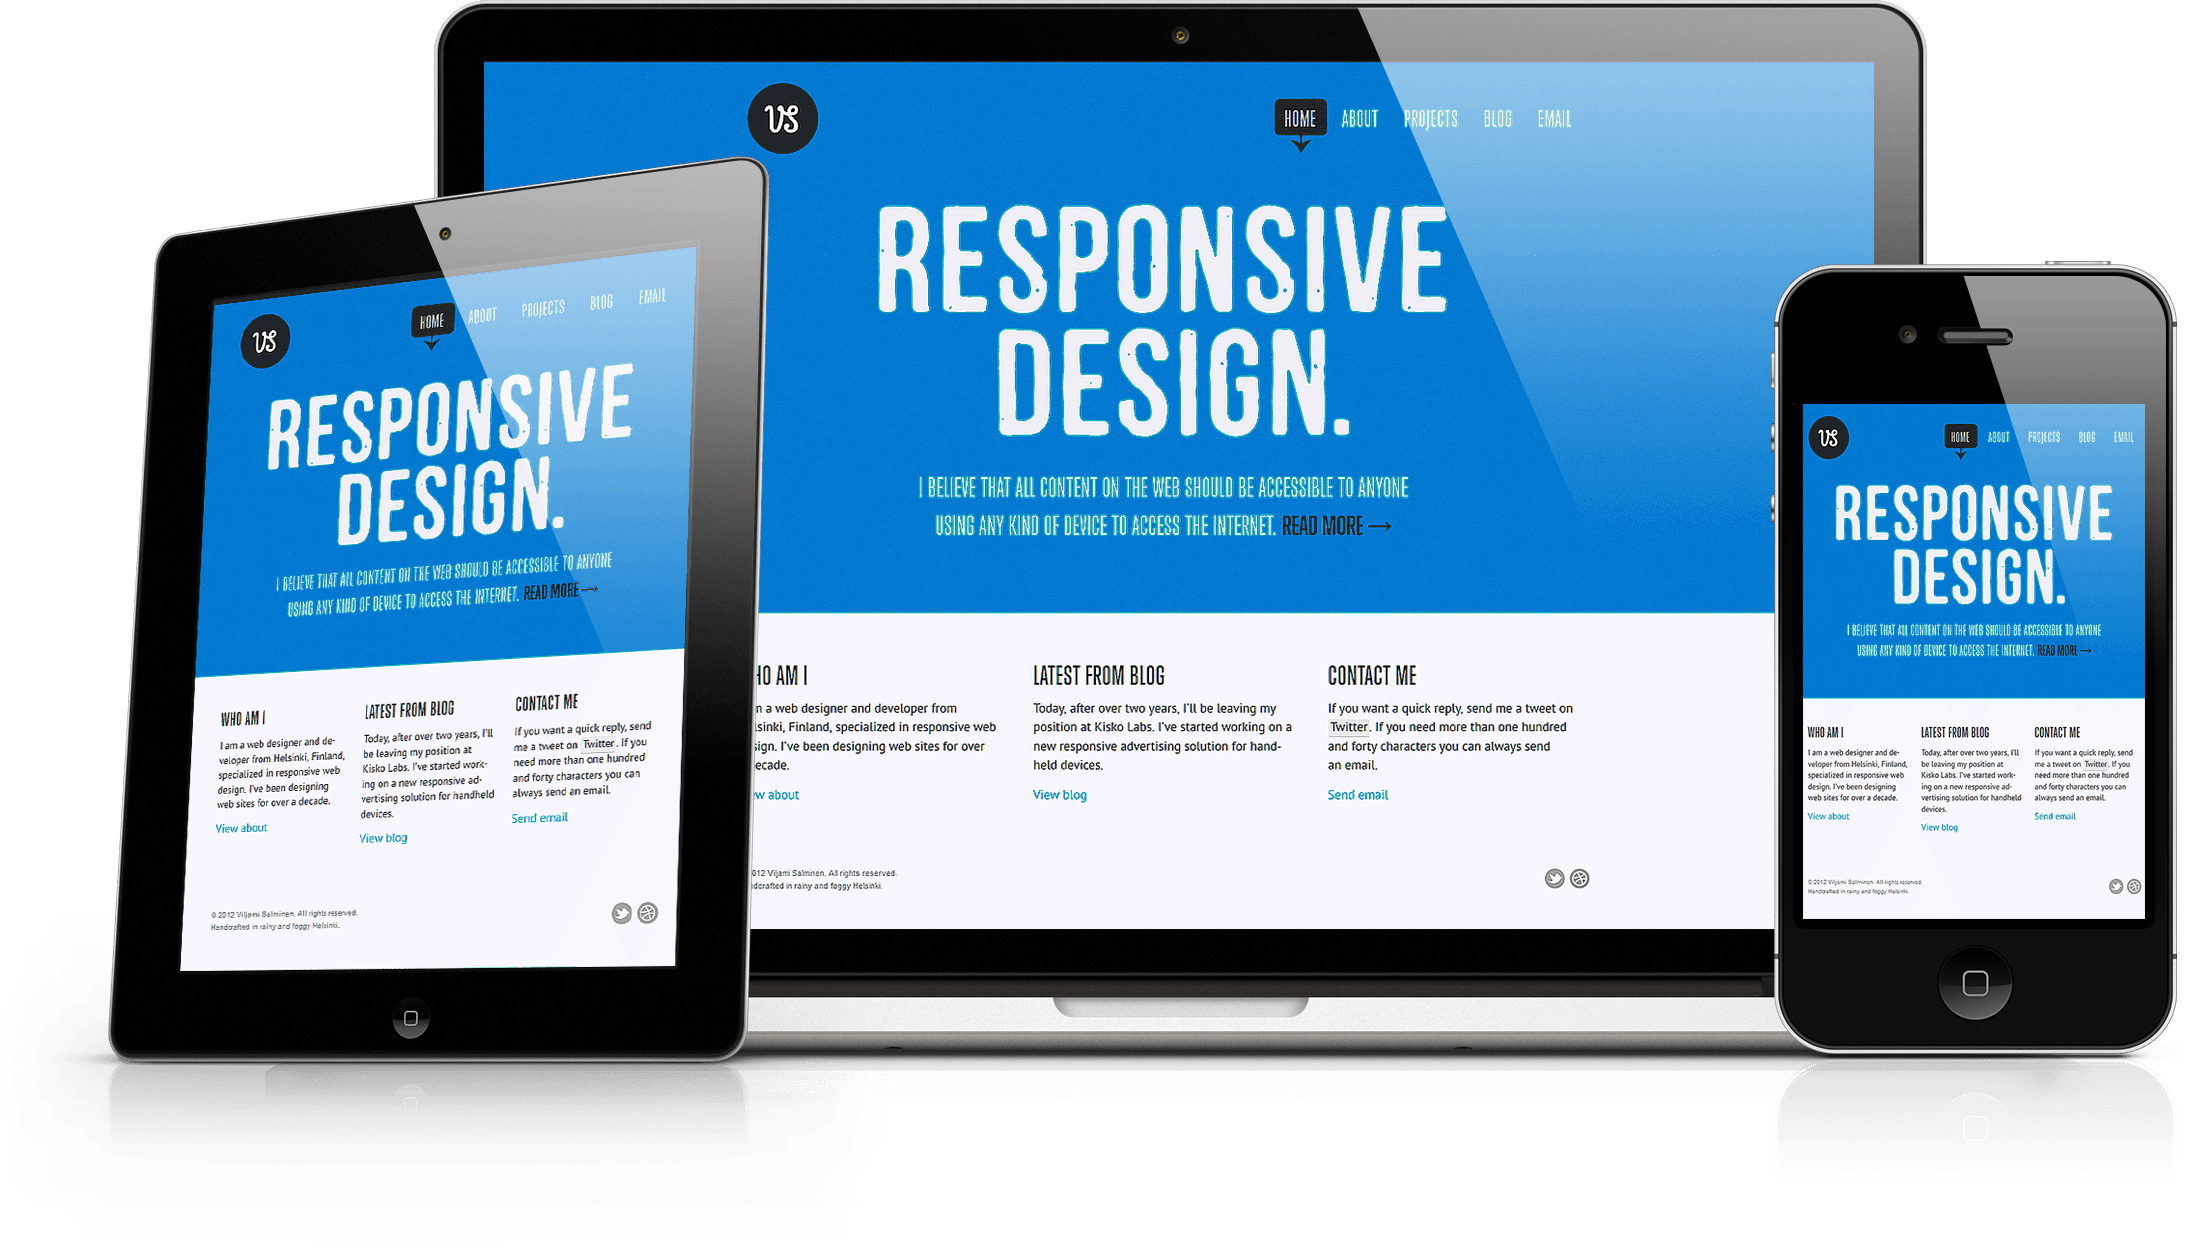 VS
HOME ABOUT PROJECTS BLOG EMAIL
RESPONSIVE
DESIGN.
I BELIEVE THAT ALL CONTENT ON THE WEB SHOULD BE ACCESSIBLE TO ANYONE
USING ANY KIND OF DEVICE TO ACCESS THE INTERNET. READ MORE →
HO AM I
m a web designer and developer from
lsinki, Finland, specialized in responsive web
sign. I've been designing web sites for over
ecade.
ew about
LATEST FROM BLOG
Today, after over two years, I'll be leaving my
position at Kisko Labs. I've started working on a
new responsive advertising solution for hand-
held devices.
View blog
CONTACT ME
If you want a quick reply, send me a tweet on
Twitter. If you need more than one hundred
and forty characters you can always send
an email.
Send email
012 Viljami Salminen. All rights reserved.
dcrafted in rainy and foggy Helsinki.
VS
HOME ABOUT PROJECTS BLOG EMAIL
RESPONSIVE
DESIGN.
I BELIEVE THAT ALL CONTENT ON THE WEB SHOULD BE ACCESSIBLE TO ANYONE
USING ANY KIND OF DEVICE TO ACCESS THE INTERNET. READ MORE →
WHO AM I
I am a web designer and de-
veloper from Helsinki, Finland,
specialized in responsive web
design. I've been designing
web sites for over a decade.
View about
LATEST FROM BLOG
Today, after over two years, I'll
be leaving my position at
Kisko Labs. I've started work-
ing on a new responsive ad-
vertising solution for handheld
devices.
View blog
CONTACT ME
If you want a quick reply, send
me a tweet on Twitter. If you
need more than one hundred
and forty characters you can
always send an email.
Send email
© 2012 Viljami Salminen. All rights reserved.
Handcrafted in rainy and foggy Helsinki.
VS
HOME ABOUT PROJECTS BLOG EMAIL
RESPONSIVE
DESIGN.
I BELIEVE THAT ALL CONTENT ON THE WEB SHOULD BE ACCESSIBLE TO ANYONE
USING ANY KIND OF DEVICE TO ACCESS THE INTERNET. READ MORE →
WHO AM I
I am a web designer and de-
veloper from Helsinki, Finland,
specialized in responsive web
design. I've been designing
web sites for over a decade.
View about
LATEST FROM BLOG
Today, after over two years, I'll
be leaving my position at
Kisko Labs. I've started work-
ing on a new responsive ad-
vertising solution for handheld
devices.
View blog
CONTACT ME
If you want a quick reply, send
me a tweet on Twitter. If you
need more than one hundred
and forty characters you can
always send an email.
Send email
© 2012 Viljami Salminen. All rights reserved.
Handcrafted in rainy and foggy Helsinki.